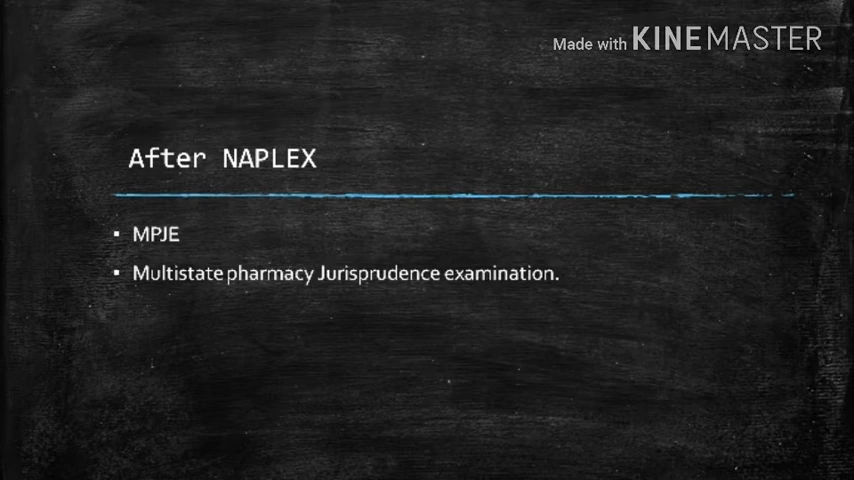 Made with KINEMASTER
After NAPLEX
▪ MPJE
▪ Multistate pharmacy Jurisprudence examination.